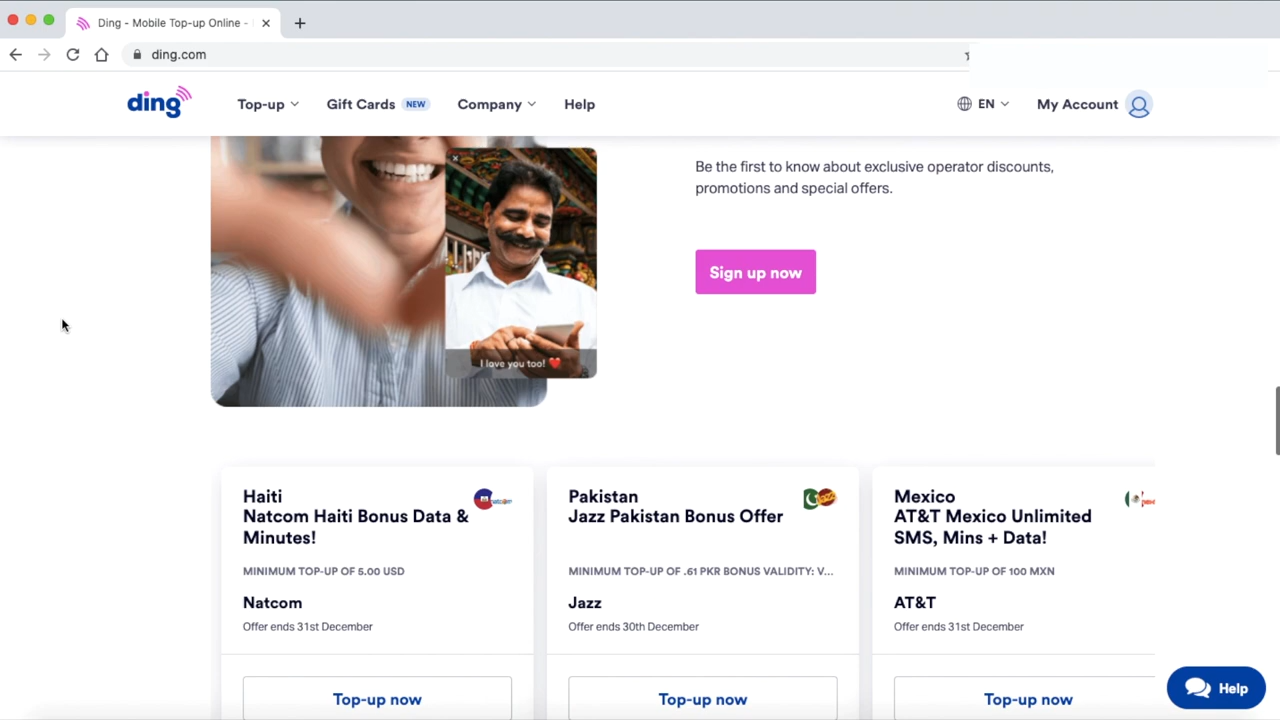 Ding - Mobile Top-up Online -
ding.com
ding
Top-up
Gift Cards NEW
Company
Help
EN
My Account
Be the first to know about exclusive operator discounts,
promotions and special offers.
Sign up now
I love you too! ❤️
Haiti
Natcom Haiti Bonus Data &
Minutes!
MINIMUM TOP-UP OF 5.00 USD
Natcom
Offer ends 31st December
Top-up now
Pakistan
Jazz Pakistan Bonus Offer
MINIMUM TOP-UP OF .61 PKR BONUS VALIDITY: V...
Jazz
Offer ends 30th December
Top-up now
Mexico
AT&T Mexico Unlimited
SMS, Mins + Data!
MINIMUM TOP-UP OF 100 MXN
AT&T
Offer ends 31st December
Top-up now
Help